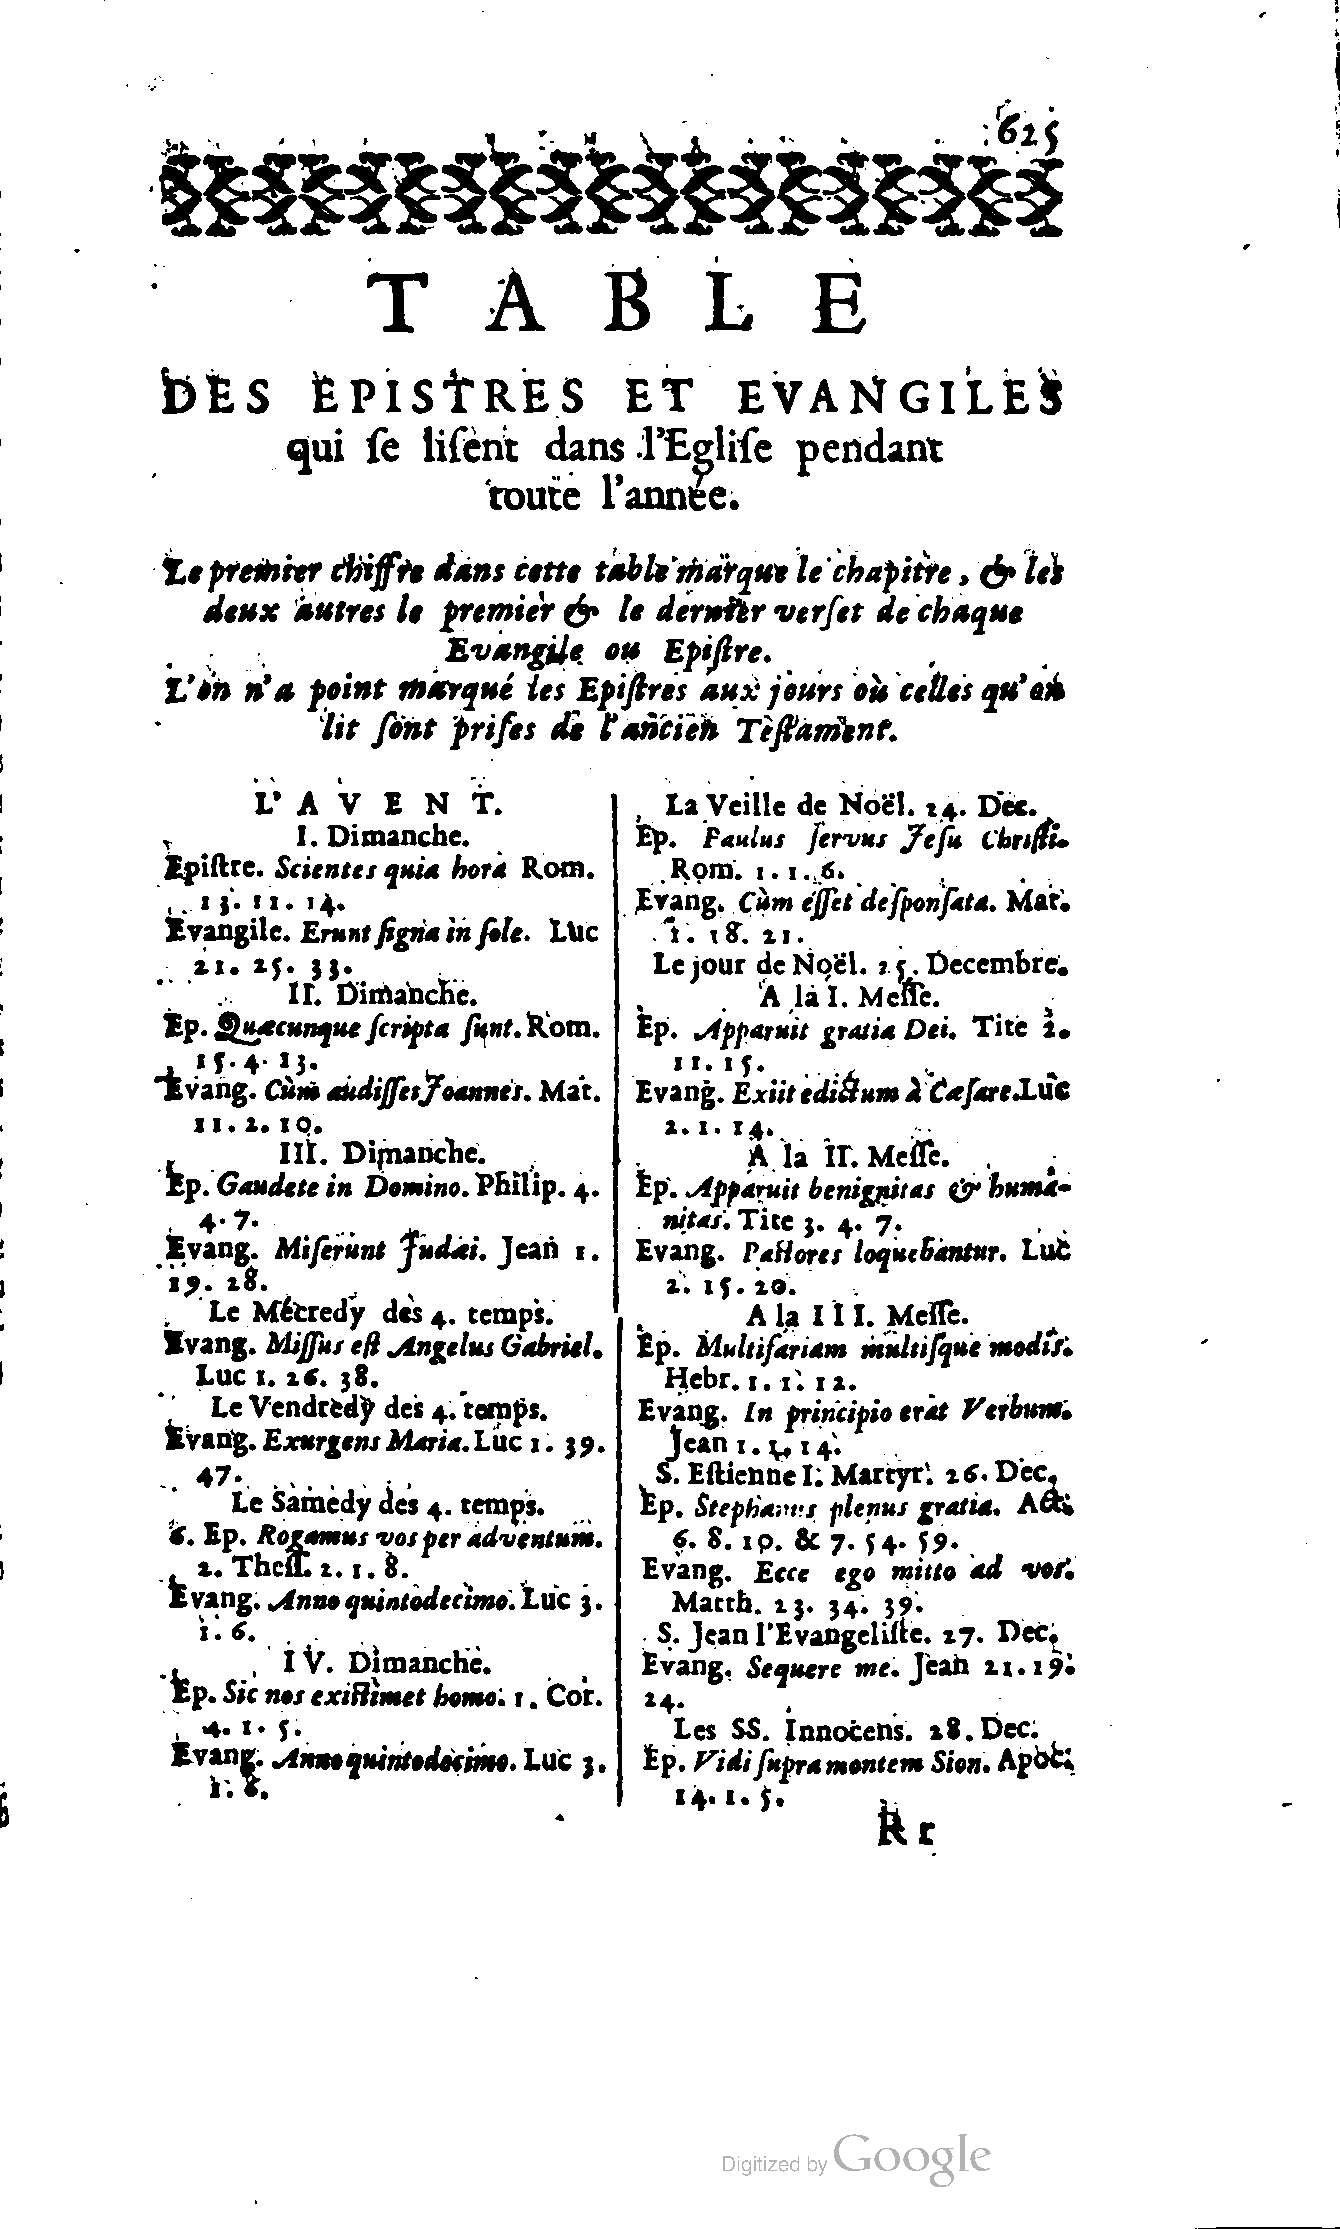 625
TABLE
DES EPISTRES ET EVANGILES
qui ſe liſent dans l'Egliſe pendant
toute l'année.
Le premier chiffre dans cette table marque le chapitre, & les
deux autres le premier & le dernier verſet de chaque
Evangile ou Epiſtre.
L'on n'a point marqué les Epiſtres aux jours où celles qu'on
lit ſont priſes de l'ancien Teſtament.
L'AVENT.
I. Dimanche.
Epiſtre. Scientes quia hora Rom.
13. 11. 14.
Evangile. Erunt ſigna in ſole. Luc
21. 25. 33.
II. Dimanche.
Ep. Quæcunque ſcripta ſunt. Rom.
15. 4. 13.
Evang. Cùm audiſſes Joannes. Mat.
11. 2. 10.
III. Dimanche.
Ep. Gaudete in Domino. Philip. 4.
4. 7.
Evang. Miſerunt Judæi. Jean 1.
19. 28.
Le Mécredy des 4. temps.
Evang. Miſſus eſt Angelus Gabriel.
Luc 1. 26. 38.
Le Vendredy des 4. temps.
Evang. Exurgens Maria. Luc 1. 39.
47.
Le Samedy des 4. temps.
6. Ep. Rogamus vos per adventum.
2. Theſſ. 2. 1. 8.
Evang. Anno quintodecimo. Luc 3.
1. 6.
IV. Dimanche.
Ep. Sic nos exiſtimet homo. 1. Cor.
4. 1. 5.
Evang. Anno quintodecimo. Luc 3.
1. 6.
La Veille de Noël. 24. Dec.
Ep. Paulus ſervus Jeſu Chriſti.
Rom. 1. 1. 6.
Evang. Cùm eſſet deſponſata. Mat.
1. 18. 21.
Le jour de Noël. 25. Decembre.
A la I. Meſſe.
Ep. Apparuit gratia Dei. Tite 2.
11. 15.
Evang. Exiit edictum à Cæſare. Luc
2. 1. 14.
A la II. Meſſe.
Ep. Apparuit benignitas & huma-
nitas. Tite 3. 4. 7.
Evang. Paſtores loquebantur. Luc
2. 15. 20.
A la III. Meſſe.
Ep. Multifariam multiſque modis.
Hebr. 1. 1. 12.
Evang. In principio erat Verbum.
Jean 1. 1. 14.
S. Eſtienne I. Martyr. 26. Dec.
Ep. Stephanus plenus gratia. Act.
6. 8. 10. & 7. 54. 59.
Evang. Ecce ego mitto ad vos.
Matth. 23. 34. 39.
S. Jean l'Evangeliſte. 27. Dec.
Evang. Sequere me. Jean 21. 19.
24.
Les SS. Innocens. 28. Dec.
Ep. Vidi ſupra montem Sion. Apoc.
14. 1. 5.
Rr
Digitized by Google